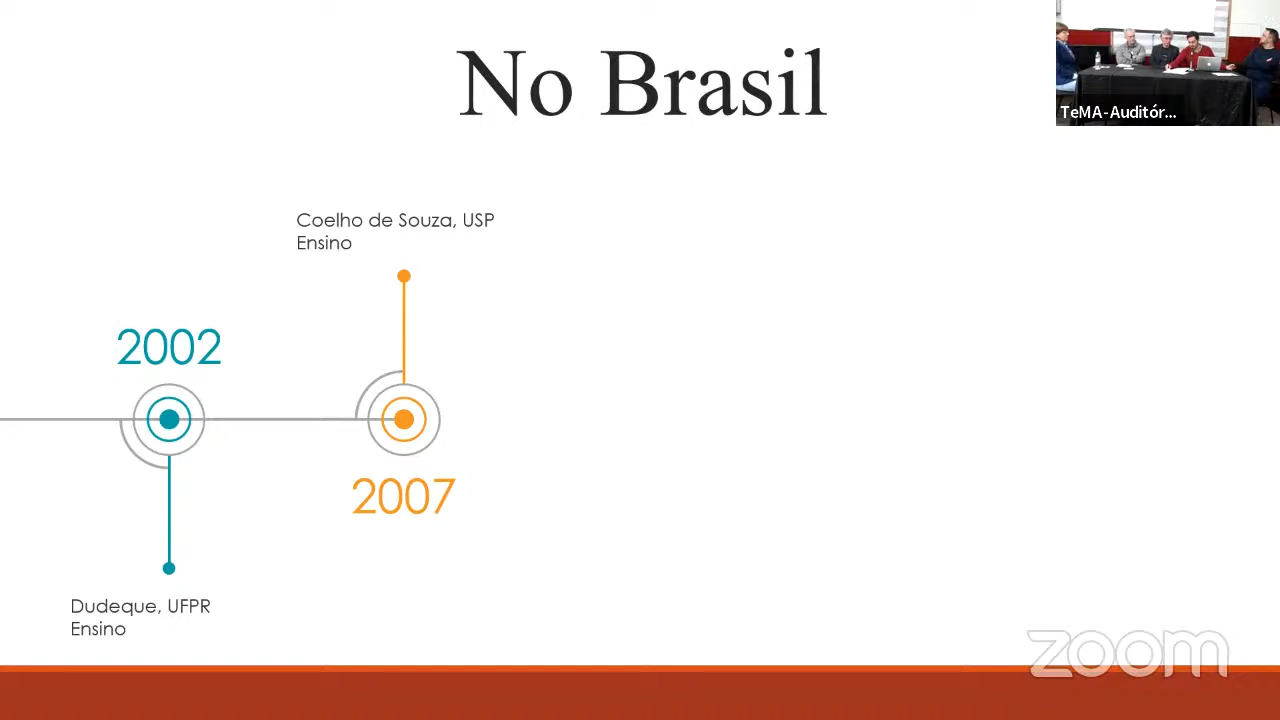 No Brasil
TeMA-Auditór...
Coelho de Souza, USP
Ensino
2002
2007
Dudeque, UFPR
Ensino
zoom